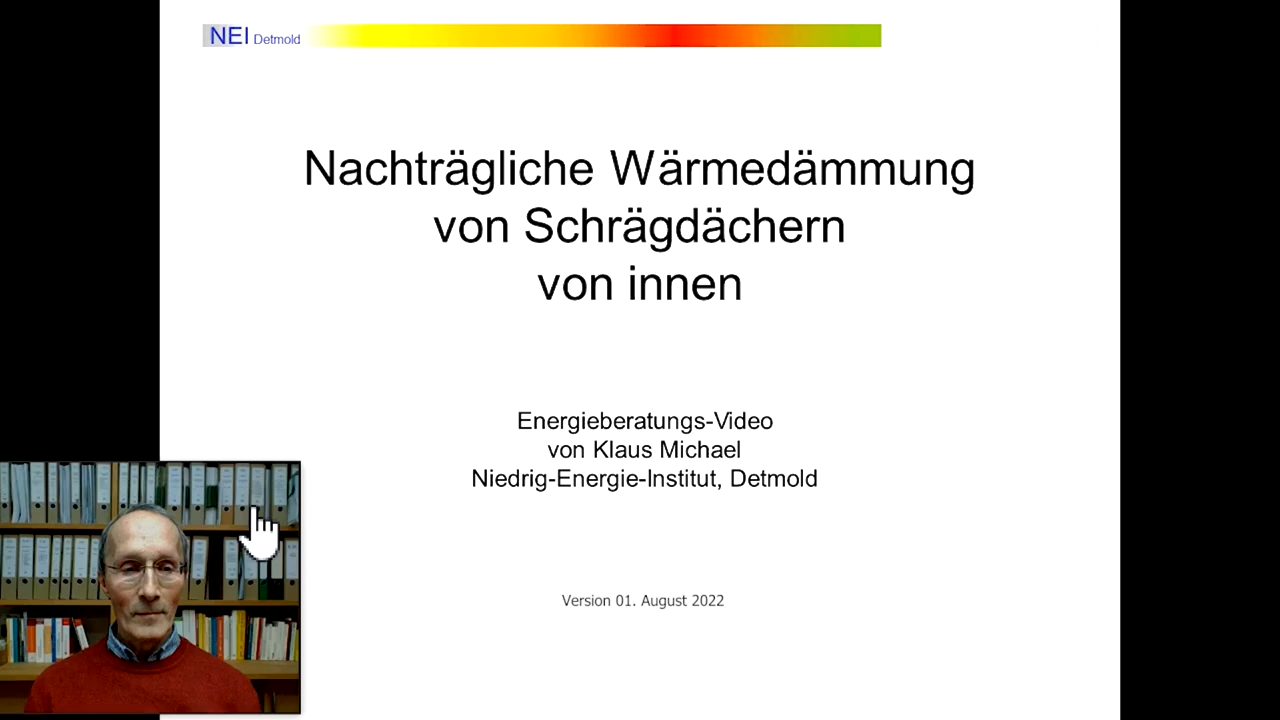 NEI Detmold
Nachträgliche Wärmedämmung
von Schrägdächern
von innen
Energieberatungs-Video
von Klaus Michael
Niedrig-Energie-Institut, Detmold
Version 01. August 2022